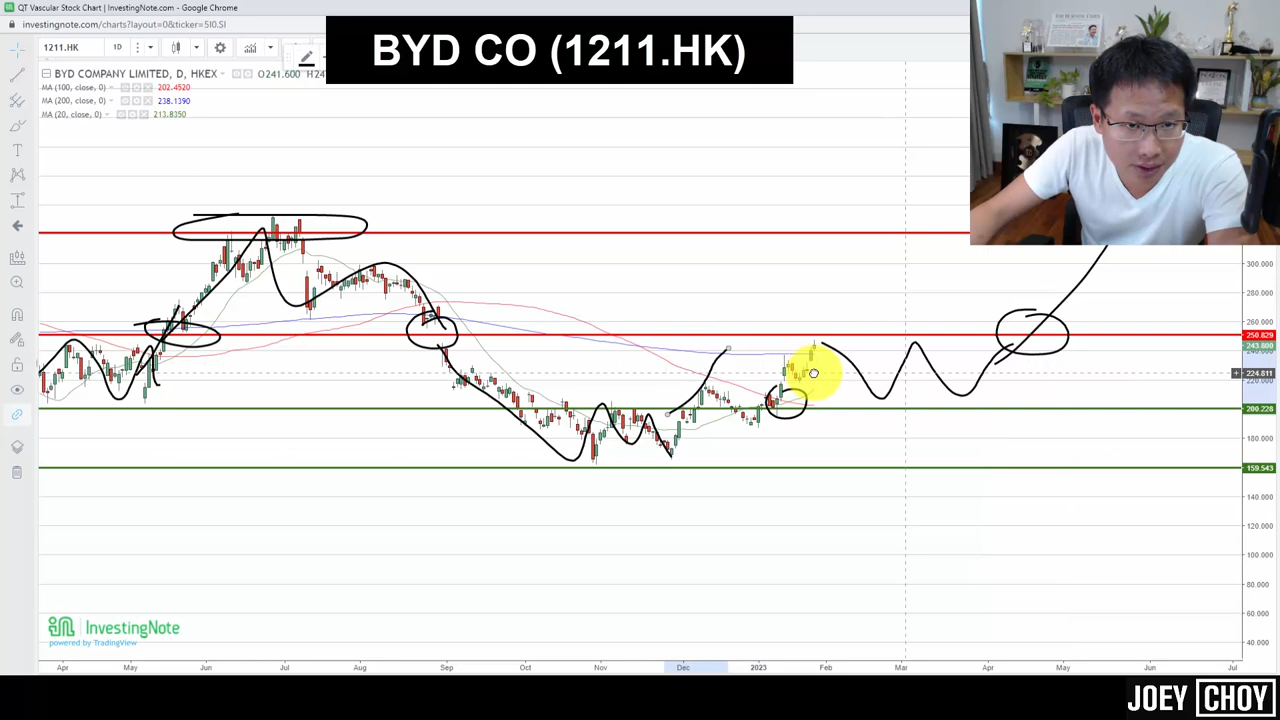 QT Vascular Stock Chart | InvestingNote.com - Google Chrome
investingnote.com/charts?layout=0&ticker=5I0.SI
BYD CO (1211.HK)
1211.HK 1D
BYD COMPANY LIMITED, D, HKEX O241.600
MA (100, close, 0) 202.4520
MA (200, close, 0) 238.1390
MA (20, close, 0) 213.8350
300.000
280.000
260.000
250.829
243.800
224.811
220.000
200.228
180.000
159.543
140.000
120.000
100.000
80.000
60.000
40.000
InvestingNote
powered by TradingView
Apr May Jun Jul Aug Sep Oct Nov Dec 2023 Feb Mar Apr May Jun Jul
JOEY CHOY